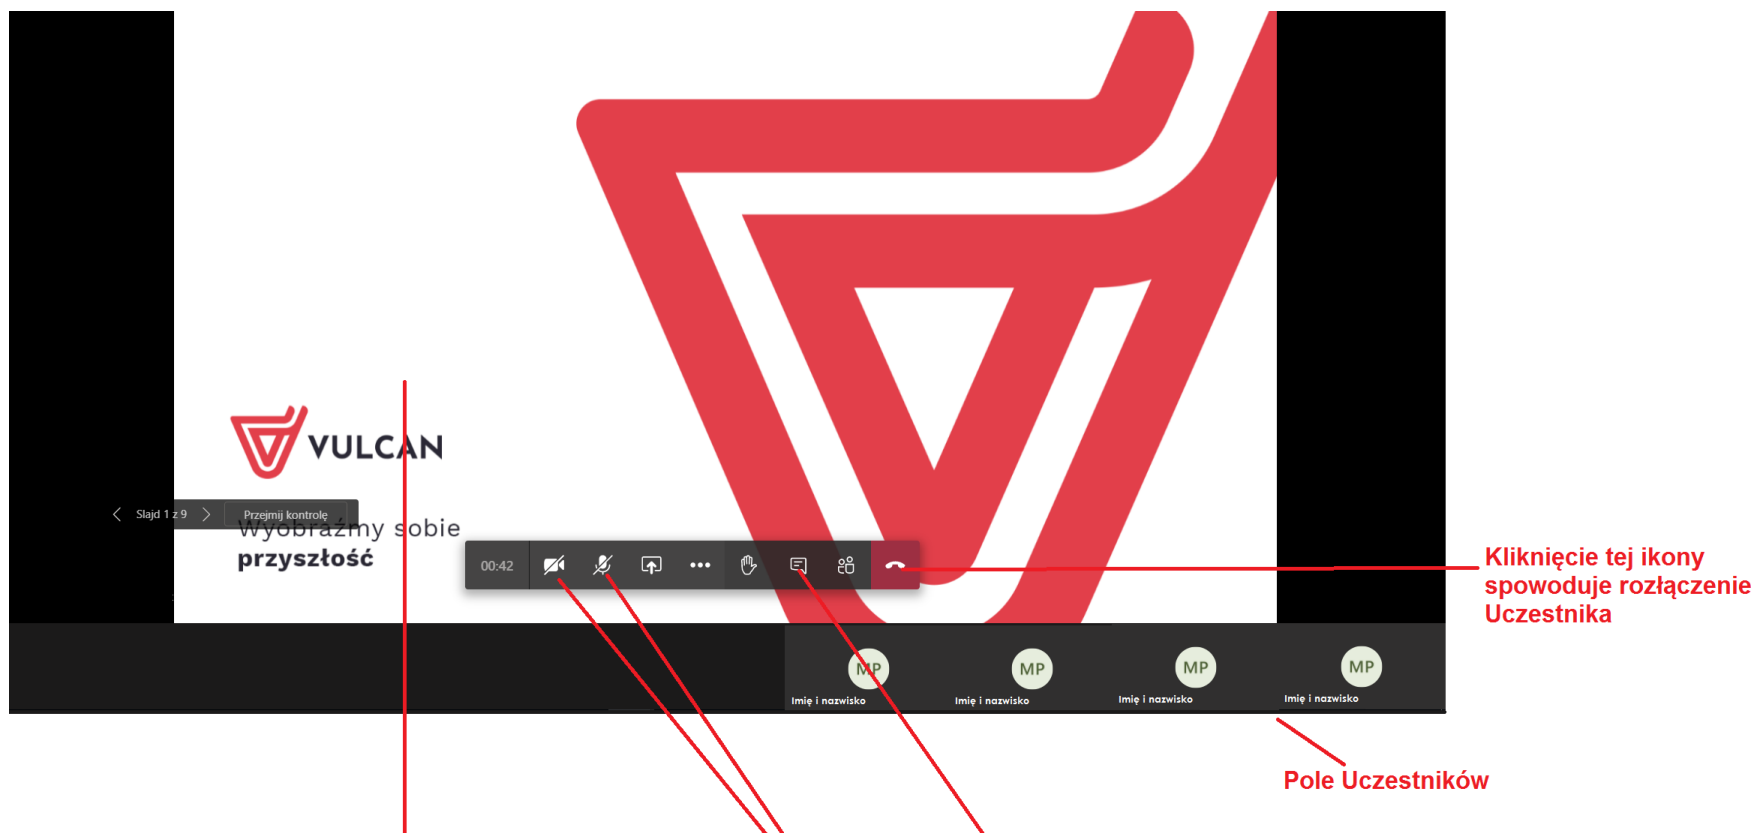 VULCAN
Slajd 1 z 9 Przejmij kontrolę
Wyobraźmy sobie
przyszłość
00:42
Kliknięcie tej ikony
spowoduje rozłączenie
Uczestnika
MP MP MP MP
Imię i nazwisko Imię i nazwisko Imię i nazwisko Imię i nazwisko
Pole Uczestników